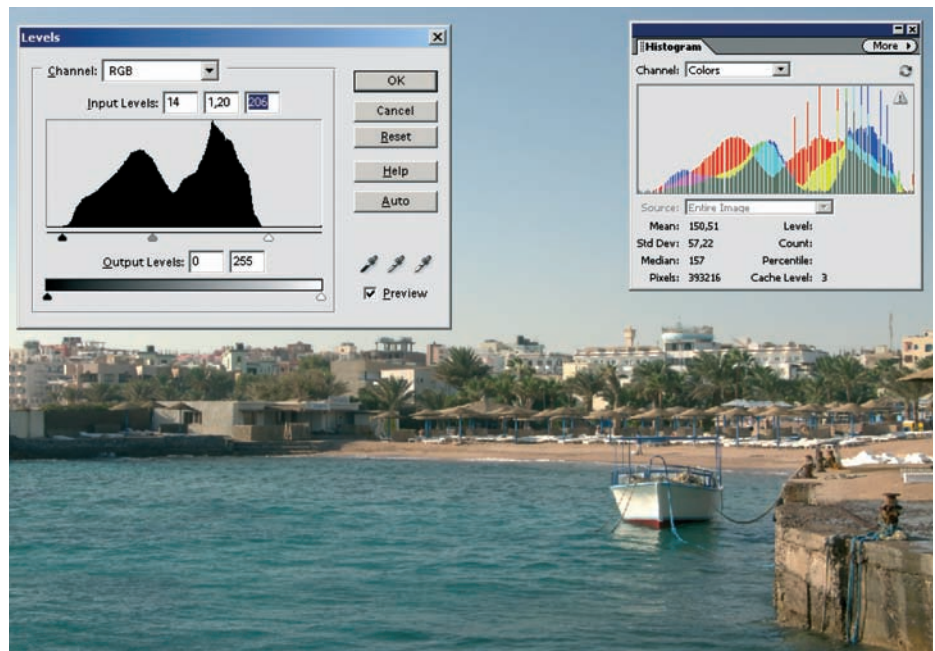 Levels
Channel: RGB
Input Levels: 14 1,20 206
Output Levels: 0 255
OK
Cancel
Reset
Help
Auto
Preview
Histogram
More
Channel: Colors
Source: Entire Image
Mean: 150,51 Level:
Std Dev: 57,22 Count:
Median: 157 Percentile:
Pixels: 393216 Cache Level: 3